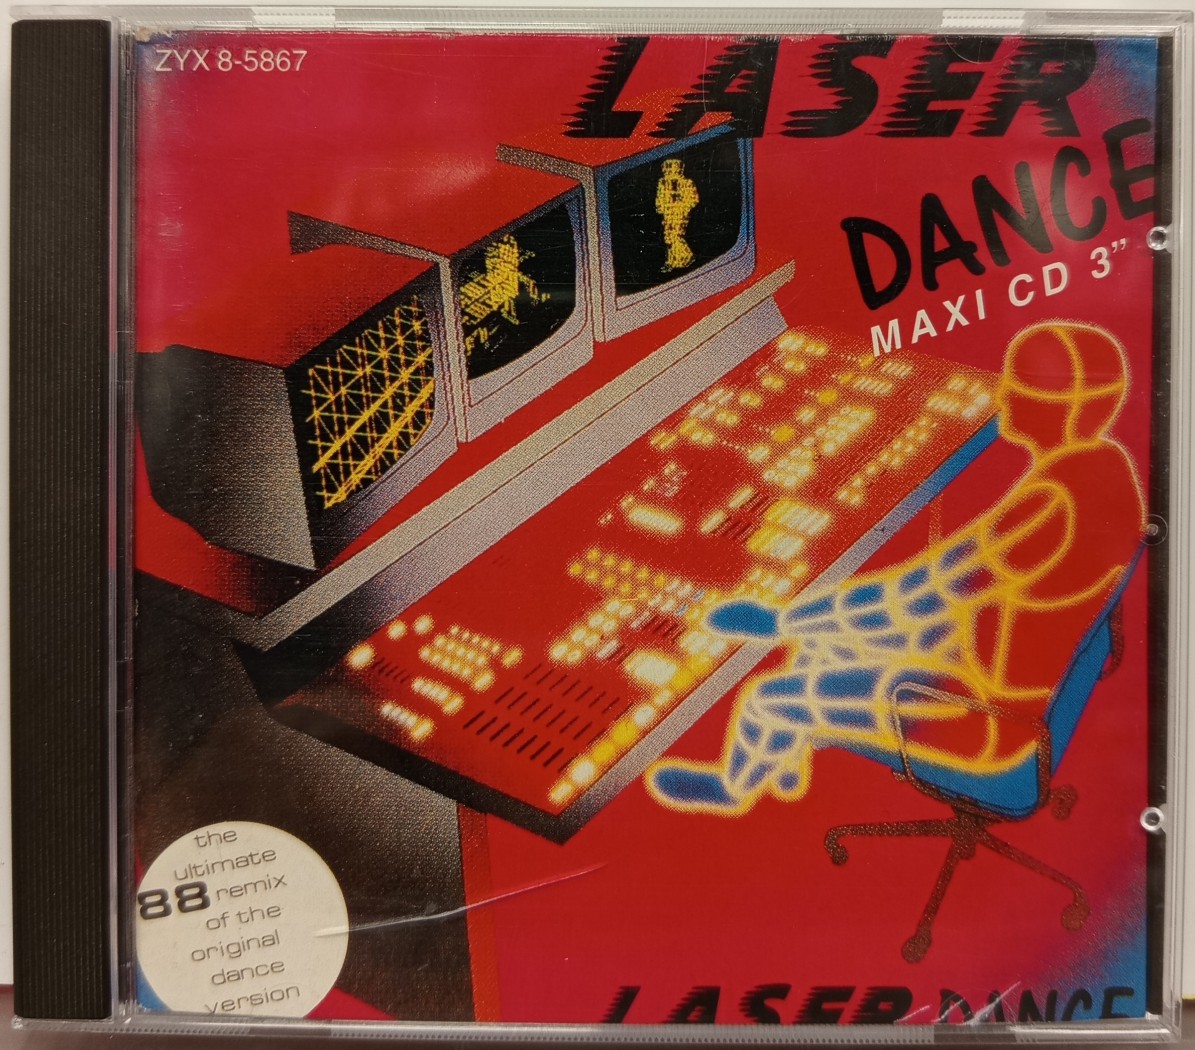 ZYX 8-5867
LASER
DANCE
MAXI CD 3”
the
ultimate
88 remix
of the
original
dance
version
LASER DANCE